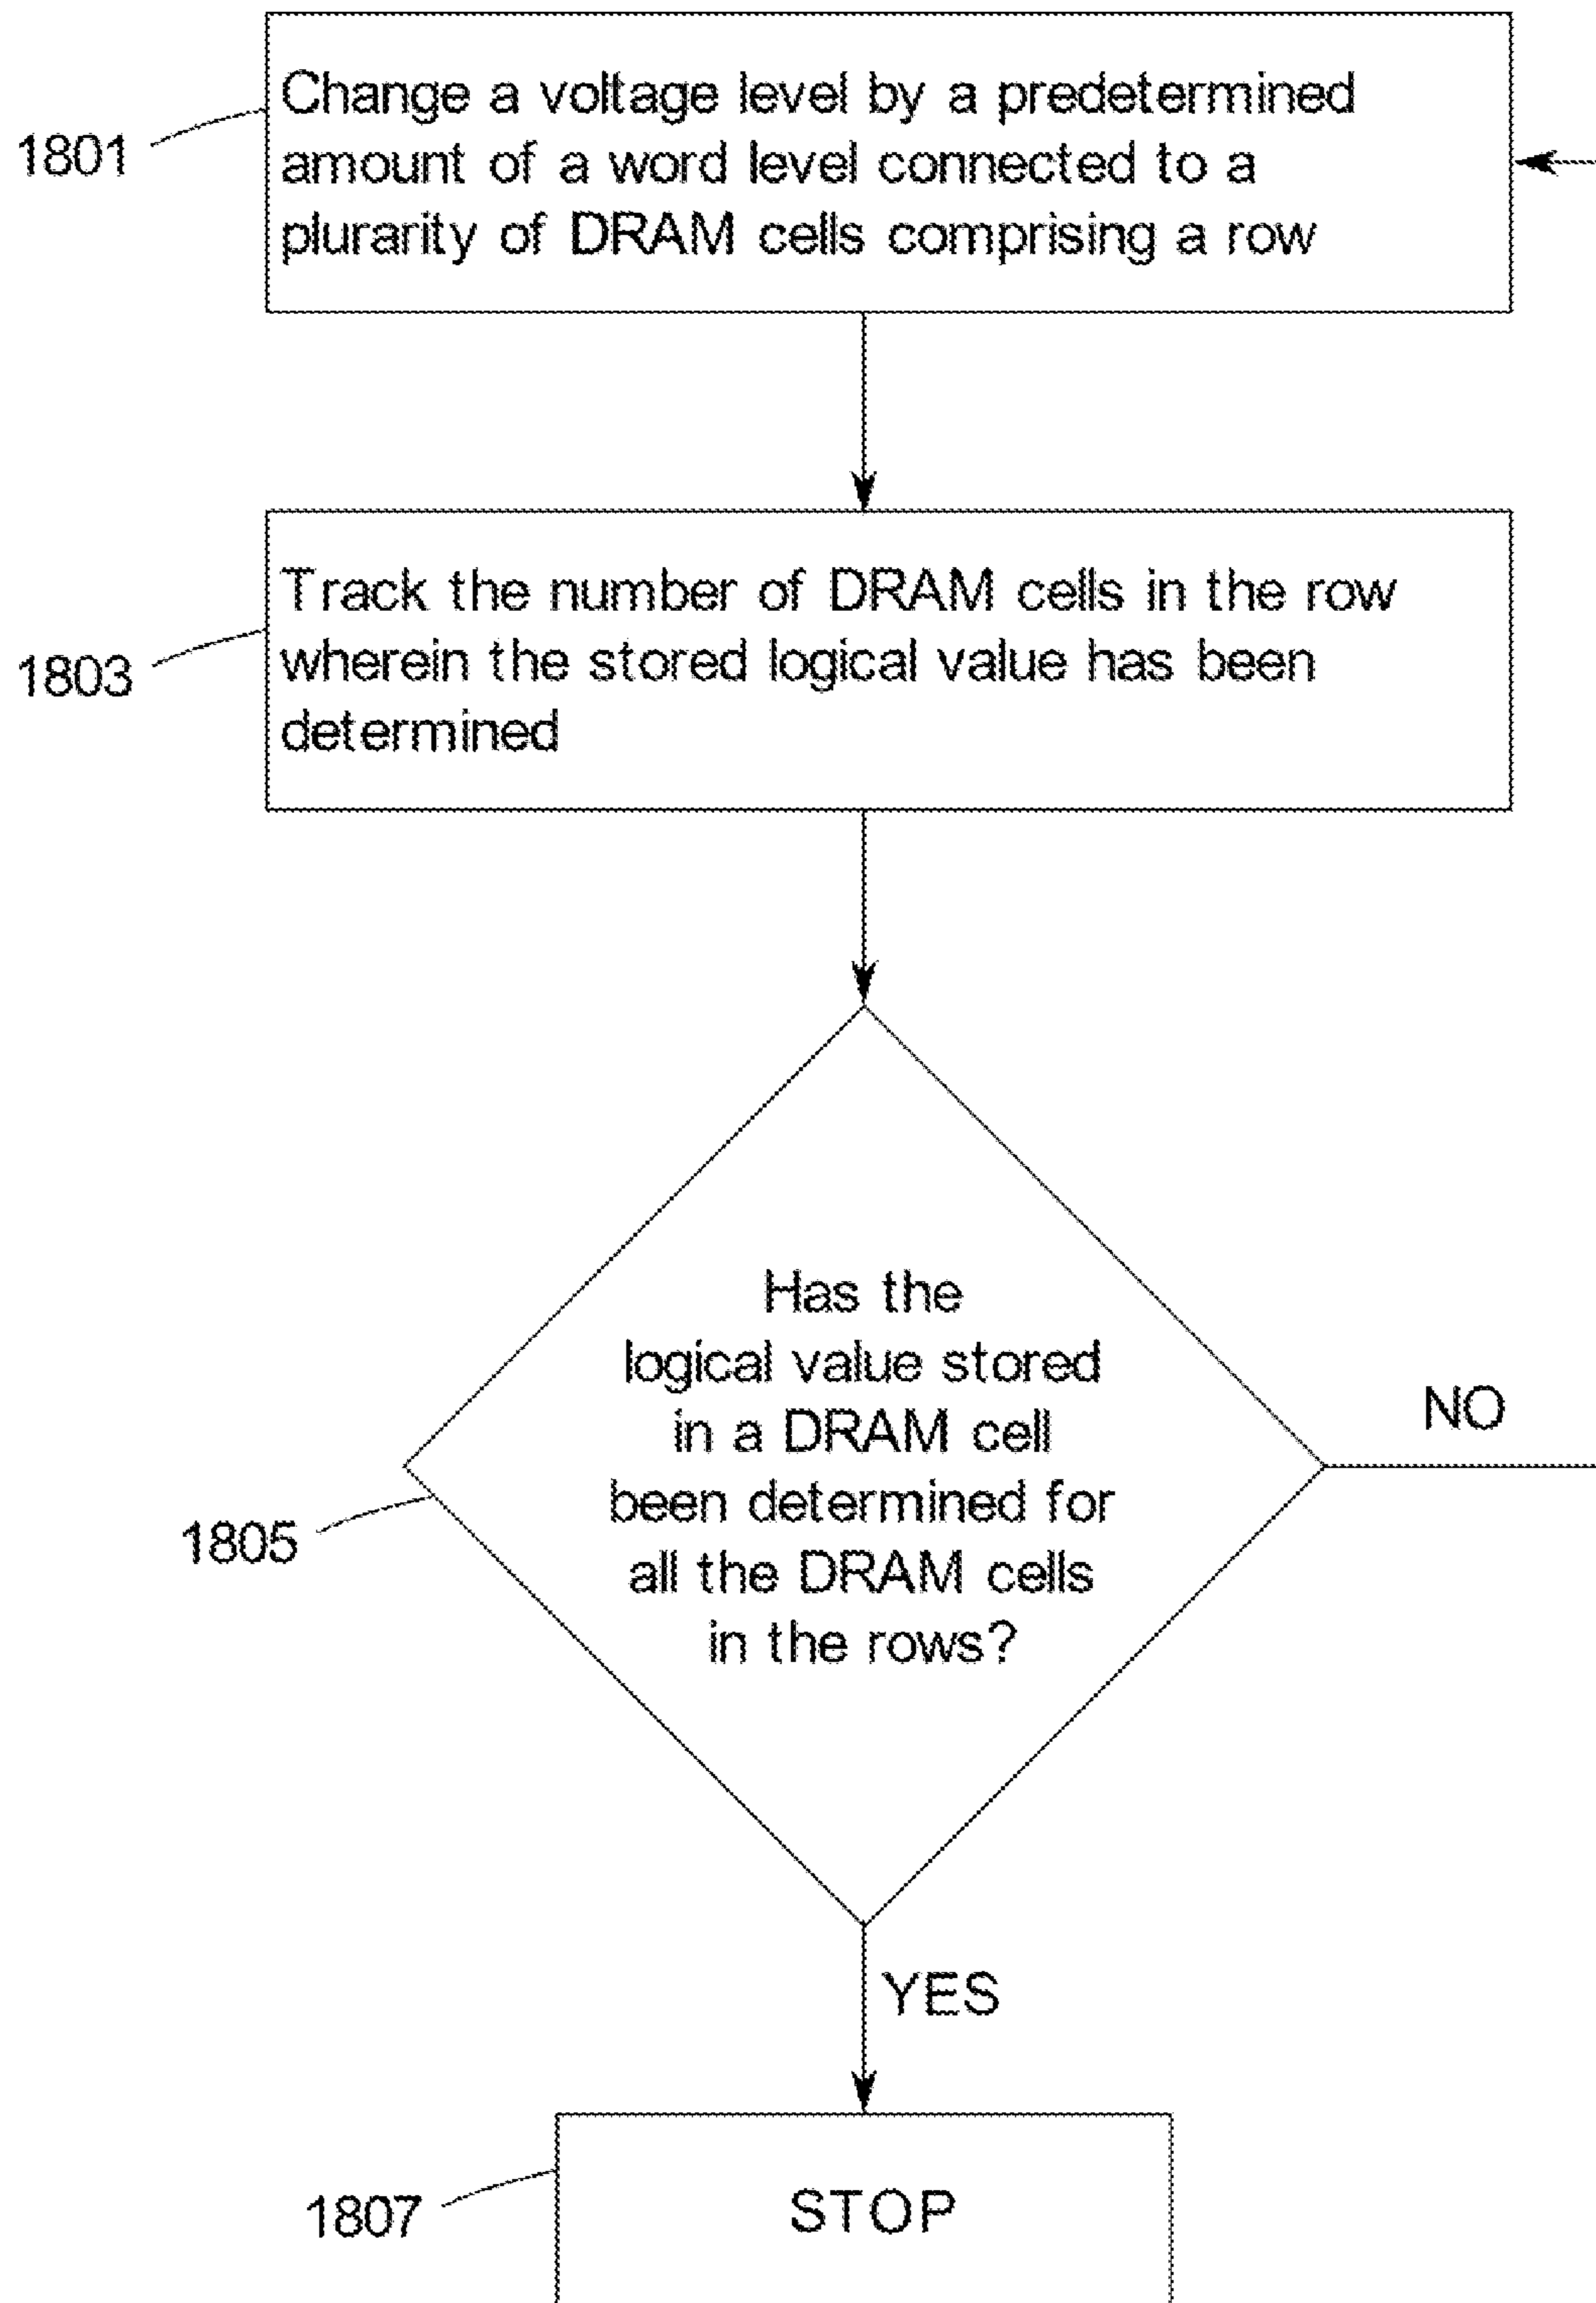 Change a voltage level by a predetermined
amount of a word level connected to a
plurarity of DRAM cells comprising a row
1801
Track the number of DRAM cells in the row
wherein the stored logical value has been
determined
1803
Has the
logical value stored
in a DRAM cell
been determined for
all the DRAM cells
in the rows?
NO
1805
YES
STOP
1807